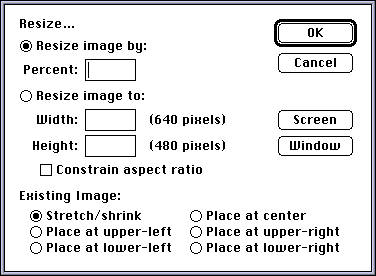 Resize...
OK
Resize image by:
Cancel
Percent:
Resize image to:
Width: (640 pixels) Screen
Height: (480 pixels) Window
Constrain aspect ratio
Existing Image:
Stretch/shrink Place at center
Place at upper-left Place at upper-right
Place at lower-left Place at lower-right